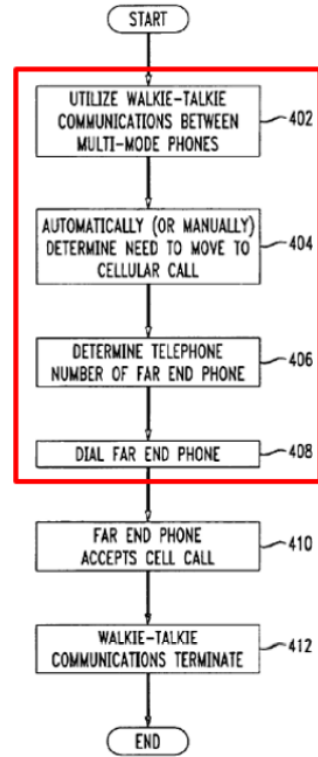 START
UTILIZE WALKIE-TALKIE
COMMUNICATIONS BETWEEN
MULTI-MODE PHONES
402
AUTOMATICALLY (OR MANUALLY)
DETERMINE NEED TO MOVE TO
CELLULAR CALL
404
DETERMINE TELEPHONE
NUMBER OF FAR END PHONE
406
DIAL FAR END PHONE
408
FAR END PHONE
ACCEPTS CELL CALL
410
WALKIE-TALKIE
COMMUNICATIONS TERMINATE
412
END